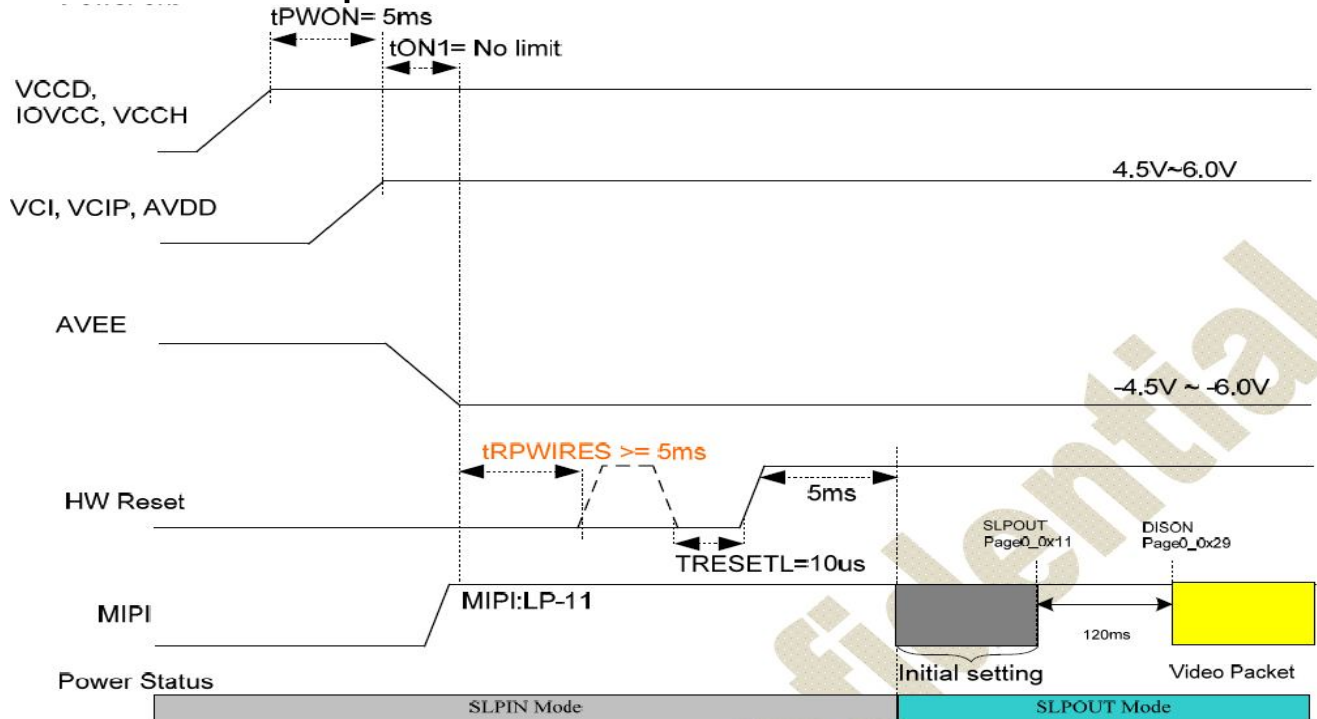 tPWON= 5ms
tON1= No limit
VCCD,
IOVCC, VCCH
4.5V~6.0V
VCI, VCIP, AVDD
AVEE
-4.5V ~ -6.0V
tRPWIRES >= 5ms
HW Reset
5ms
SLPOUT
Page0_0x11
DISON
Page0_0x29
TRESETL=10us
MIPI:LP-11
MIPI
120ms
Initial setting
Video Packet
Power Status
SLPIN Mode
SLPOUT Mode